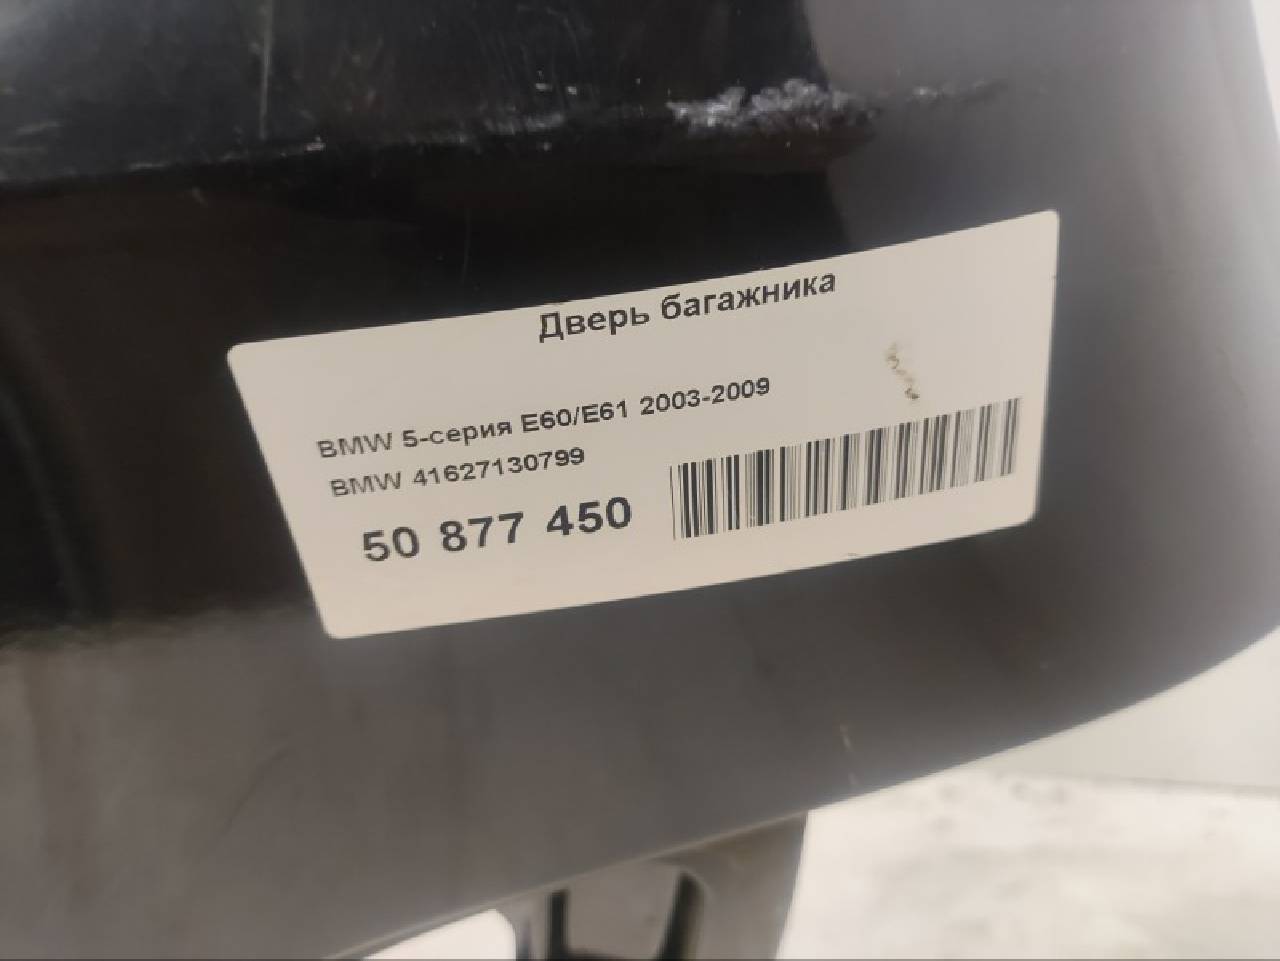 Дверь багажника
BMW 5-серия E60/E61 2003-2009
BMW 41627130799
50 877 450